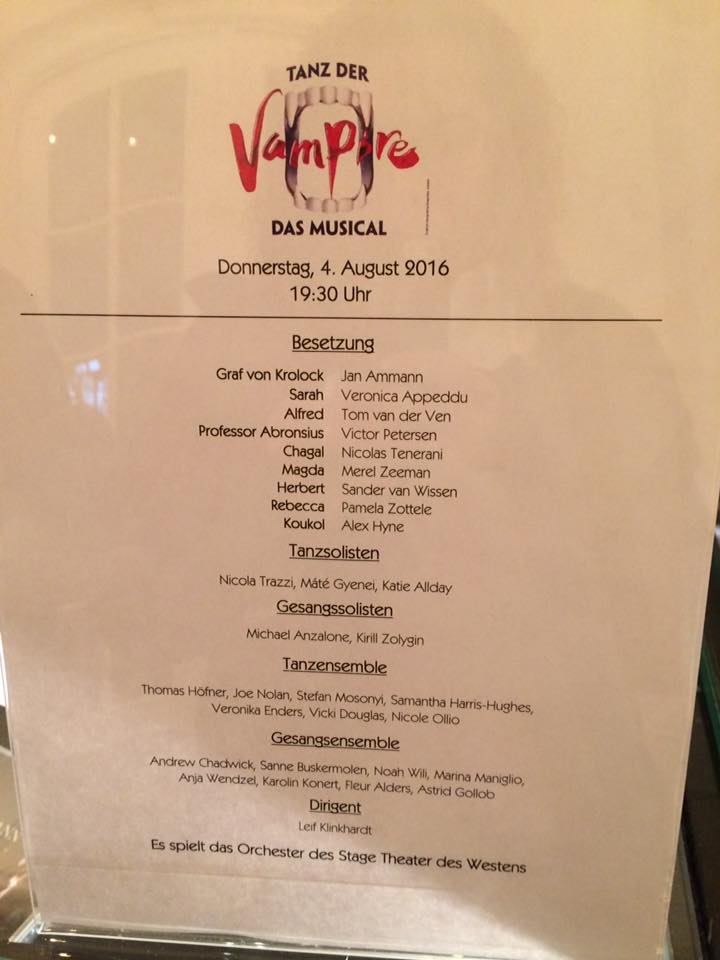 TANZ DER
Vampire
DAS MUSICAL
Donnerstag, 4. August 2016
19:30 Uhr
Besetzung
Graf von Krolock Jan Ammann
Sarah Veronica Appeddu
Alfred Tom van der Ven
Professor Abronsius Victor Petersen
Chagal Nicolas Tenerani
Magda Merel Zeeman
Herbert Sander van Wissen
Rebecca Pamela Zottele
Koukol Alex Hyne
Tanzsolisten
Nicola Trazzi, Máté Gyenei, Katie Allday
Gesangssolisten
Michael Anzalone, Kirill Zolygin
Tanzensemble
Thomas Höfner, Joe Nolan, Stefan Mosonyi, Samantha Harris-Hughes,
Veronika Enders, Vicki Douglas, Nicole Ollio
Gesangsensemble
Andrew Chadwick, Sanne Buskermolen, Noah Wili, Marina Maniglio,
Anja Wendzel, Karolin Konert, Fleur Alders, Astrid Gollob
Dirigent
Leif Klinkhardt
Es spielt das Orchester des Stage Theater des Westens